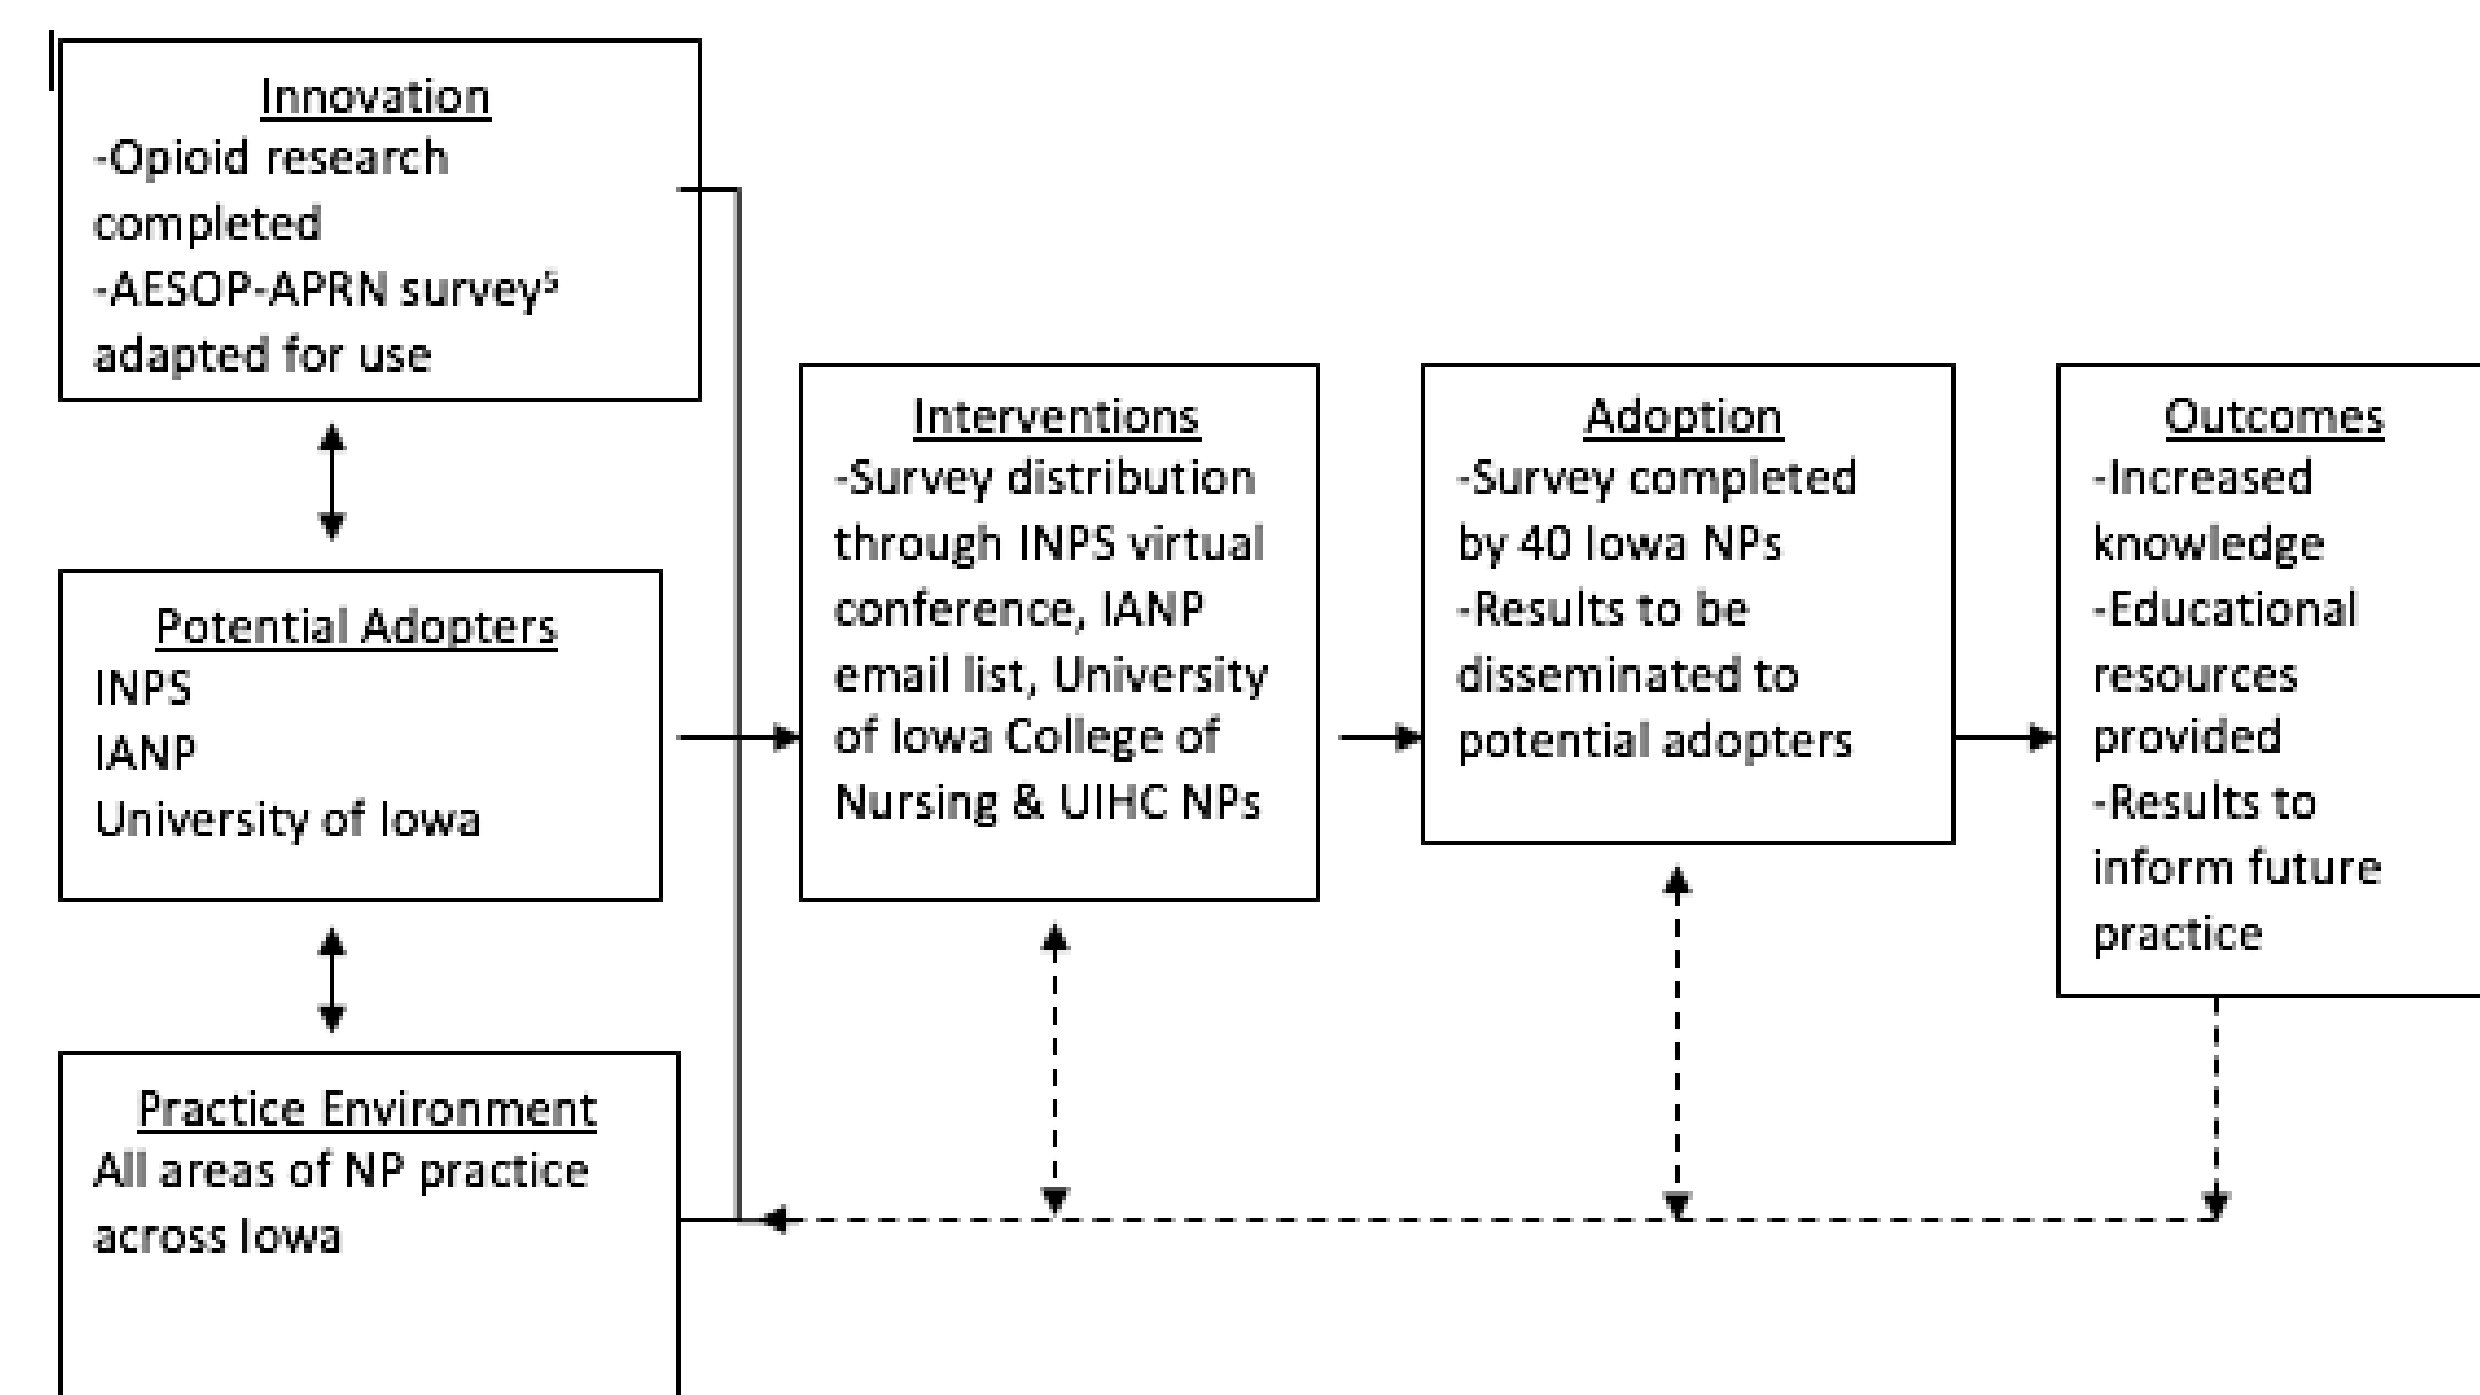 Innovation
-Opioid research
completed
-AESOP-APRN survey⁵
adapted for use
Potential Adopters
INPS
IANP
University of Iowa
Practice Environment
All areas of NP practice
across Iowa
Interventions
-Survey distribution
through INPS virtual
conference, IANP
email list, University
of Iowa College of
Nursing & UIHC NPs
Adoption
-Survey completed
by 40 Iowa NPs
-Results to be
disseminated to
potential adopters
Outcomes
-Increased
knowledge
-Educational
resources
provided
-Results to
inform future
practice